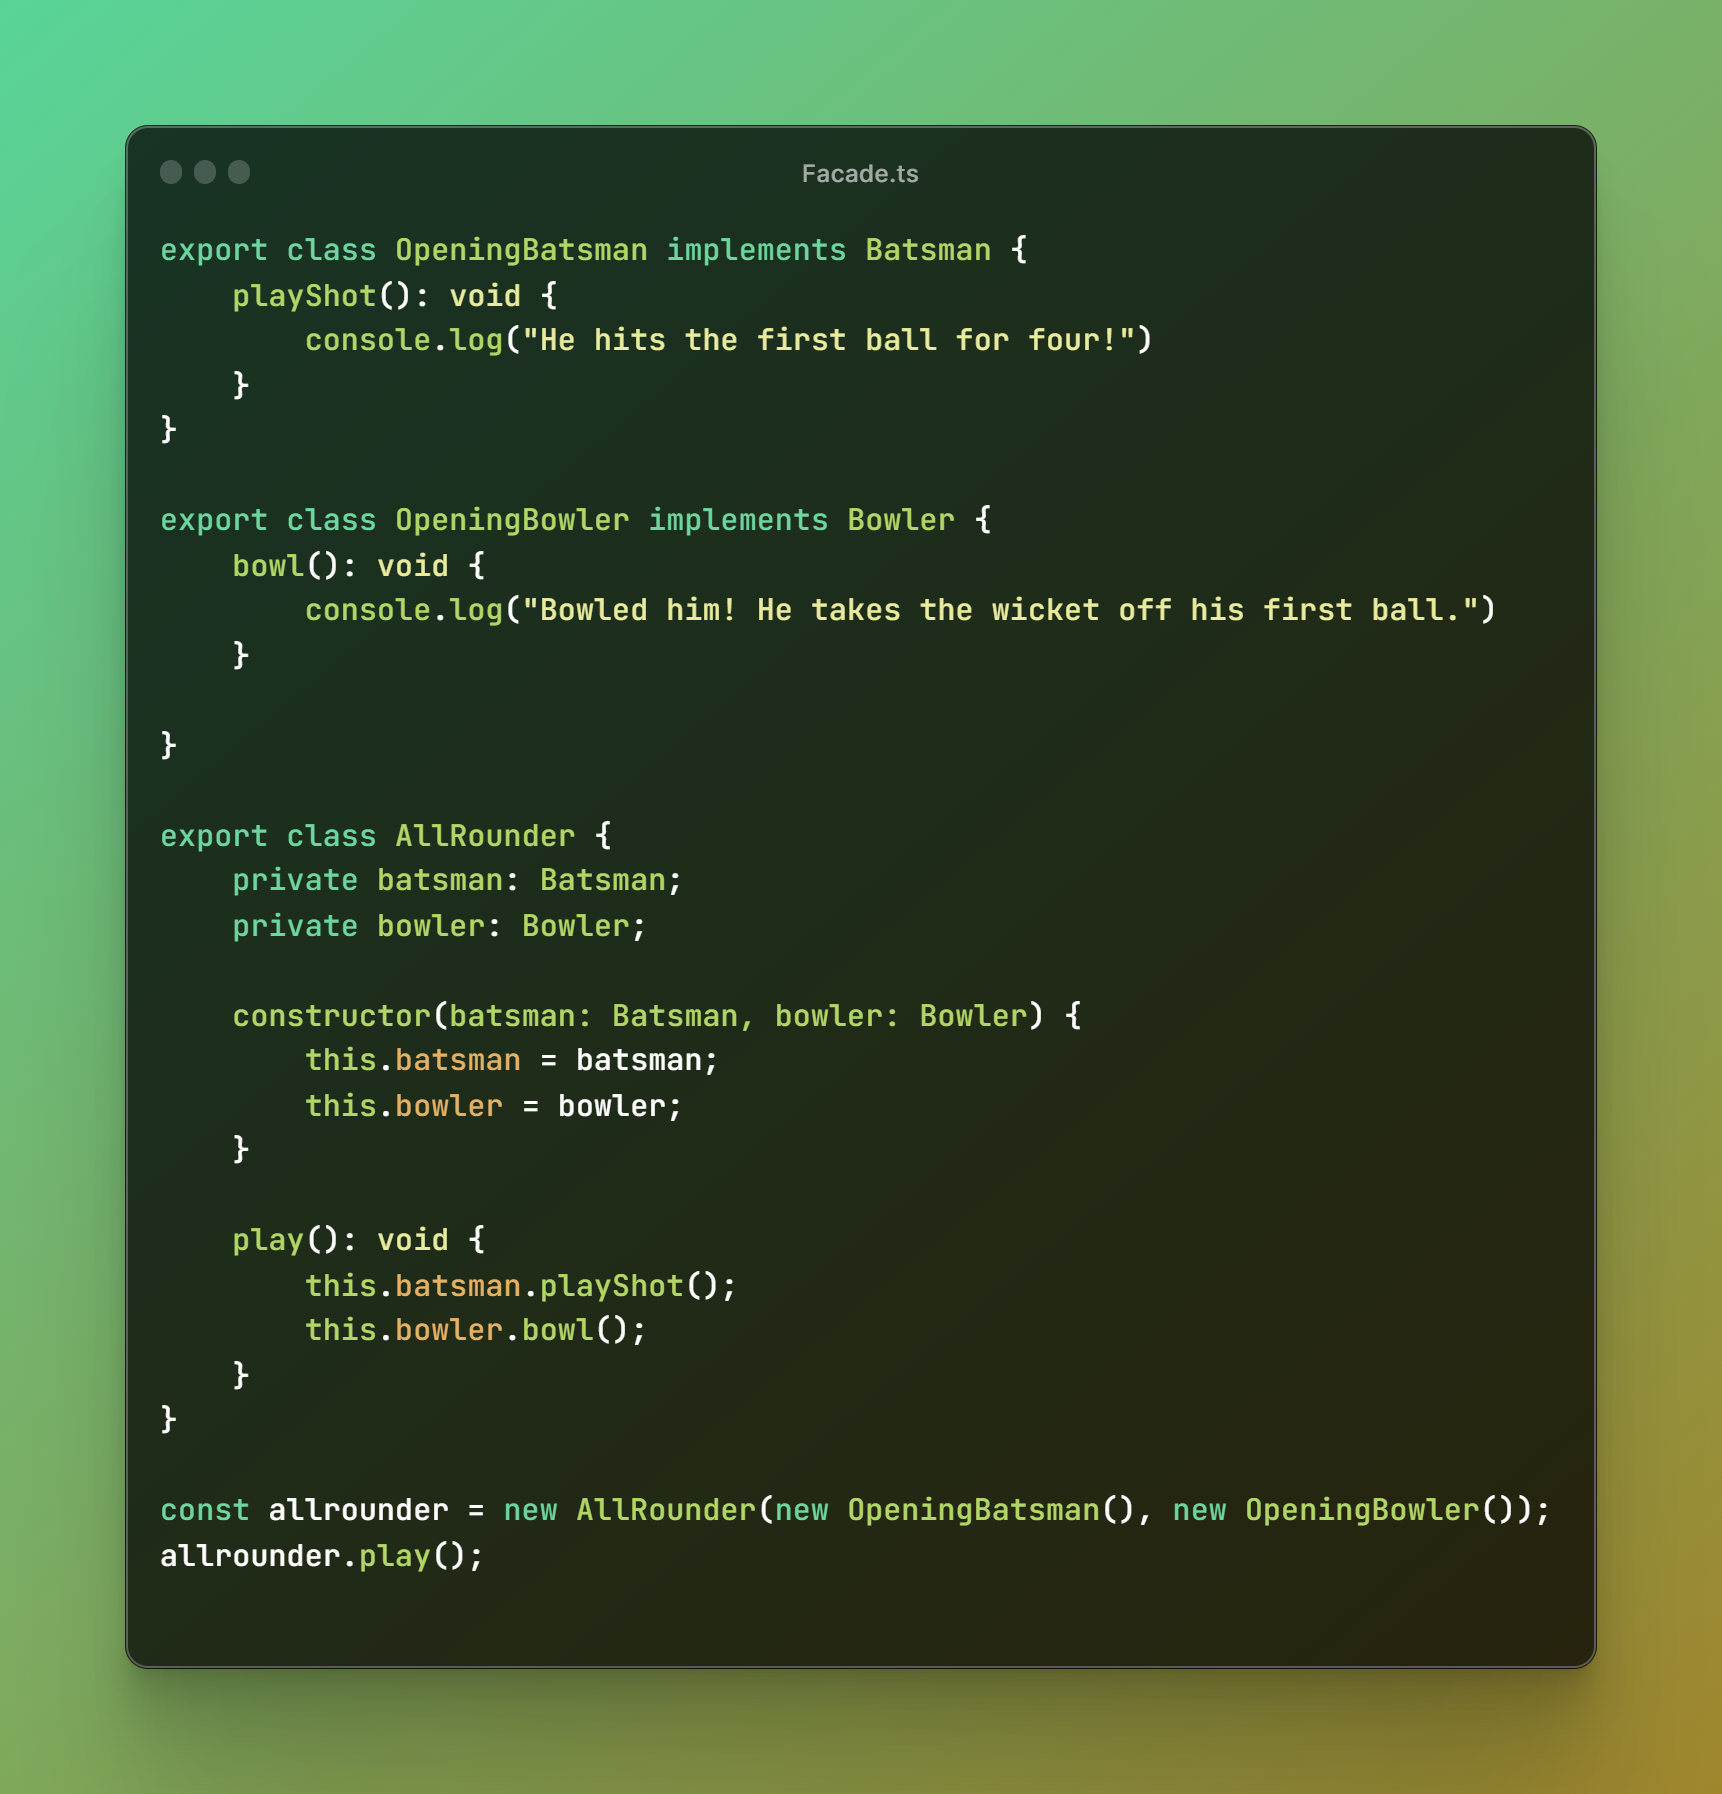 Facade.ts
export class OpeningBatsman implements Batsman {
    playShot(): void {
        console.log("He hits the first ball for four!")
    }
}

export class OpeningBowler implements Bowler {
    bowl(): void {
        console.log("Bowled him! He takes the wicket off his first ball.")
    }

}

export class AllRounder {
    private batsman: Batsman;
    private bowler: Bowler;

    constructor(batsman: Batsman, bowler: Bowler) {
        this.batsman = batsman;
        this.bowler = bowler;
    }

    play(): void {
        this.batsman.playShot();
        this.bowler.bowl();
    }
}

const allrounder = new AllRounder(new OpeningBatsman(), new OpeningBowler());
allrounder.play();